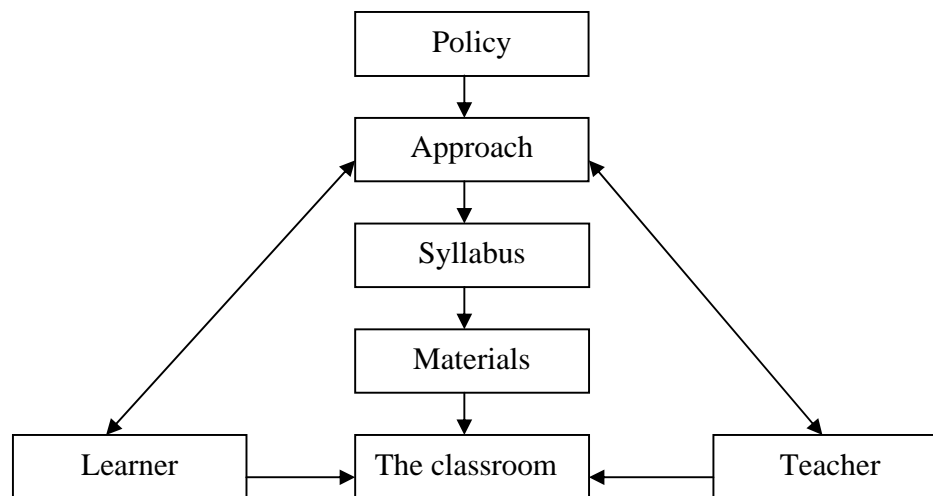 Policy
Approach
Syllabus
Materials
Learner
The classroom
Teacher